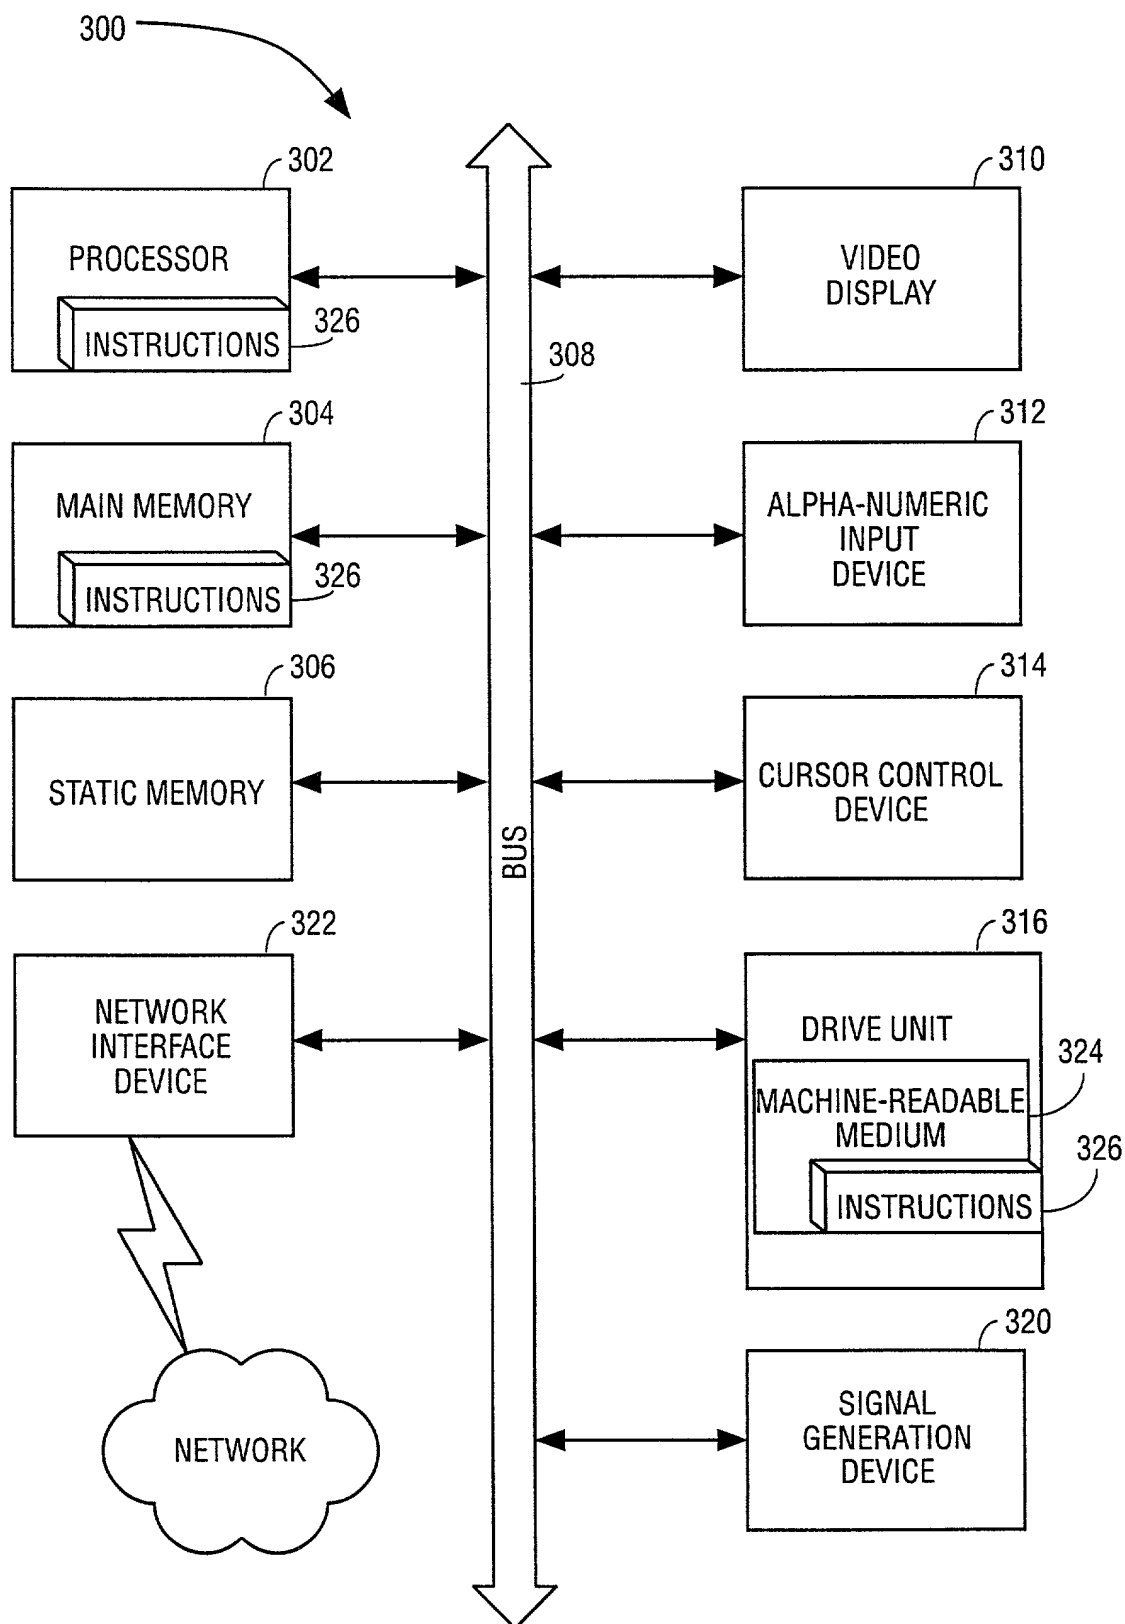 300
302
PROCESSOR
INSTRUCTIONS
326
304
MAIN MEMORY
INSTRUCTIONS
326
306
STATIC MEMORY
322
NETWORK
INTERFACE
DEVICE
NETWORK
308
BUS
310
VIDEO
DISPLAY
312
ALPHA-NUMERIC
INPUT
DEVICE
314
CURSOR CONTROL
DEVICE
316
DRIVE UNIT
324
MACHINE-READABLE
MEDIUM
326
INSTRUCTIONS
320
SIGNAL
GENERATION
DEVICE